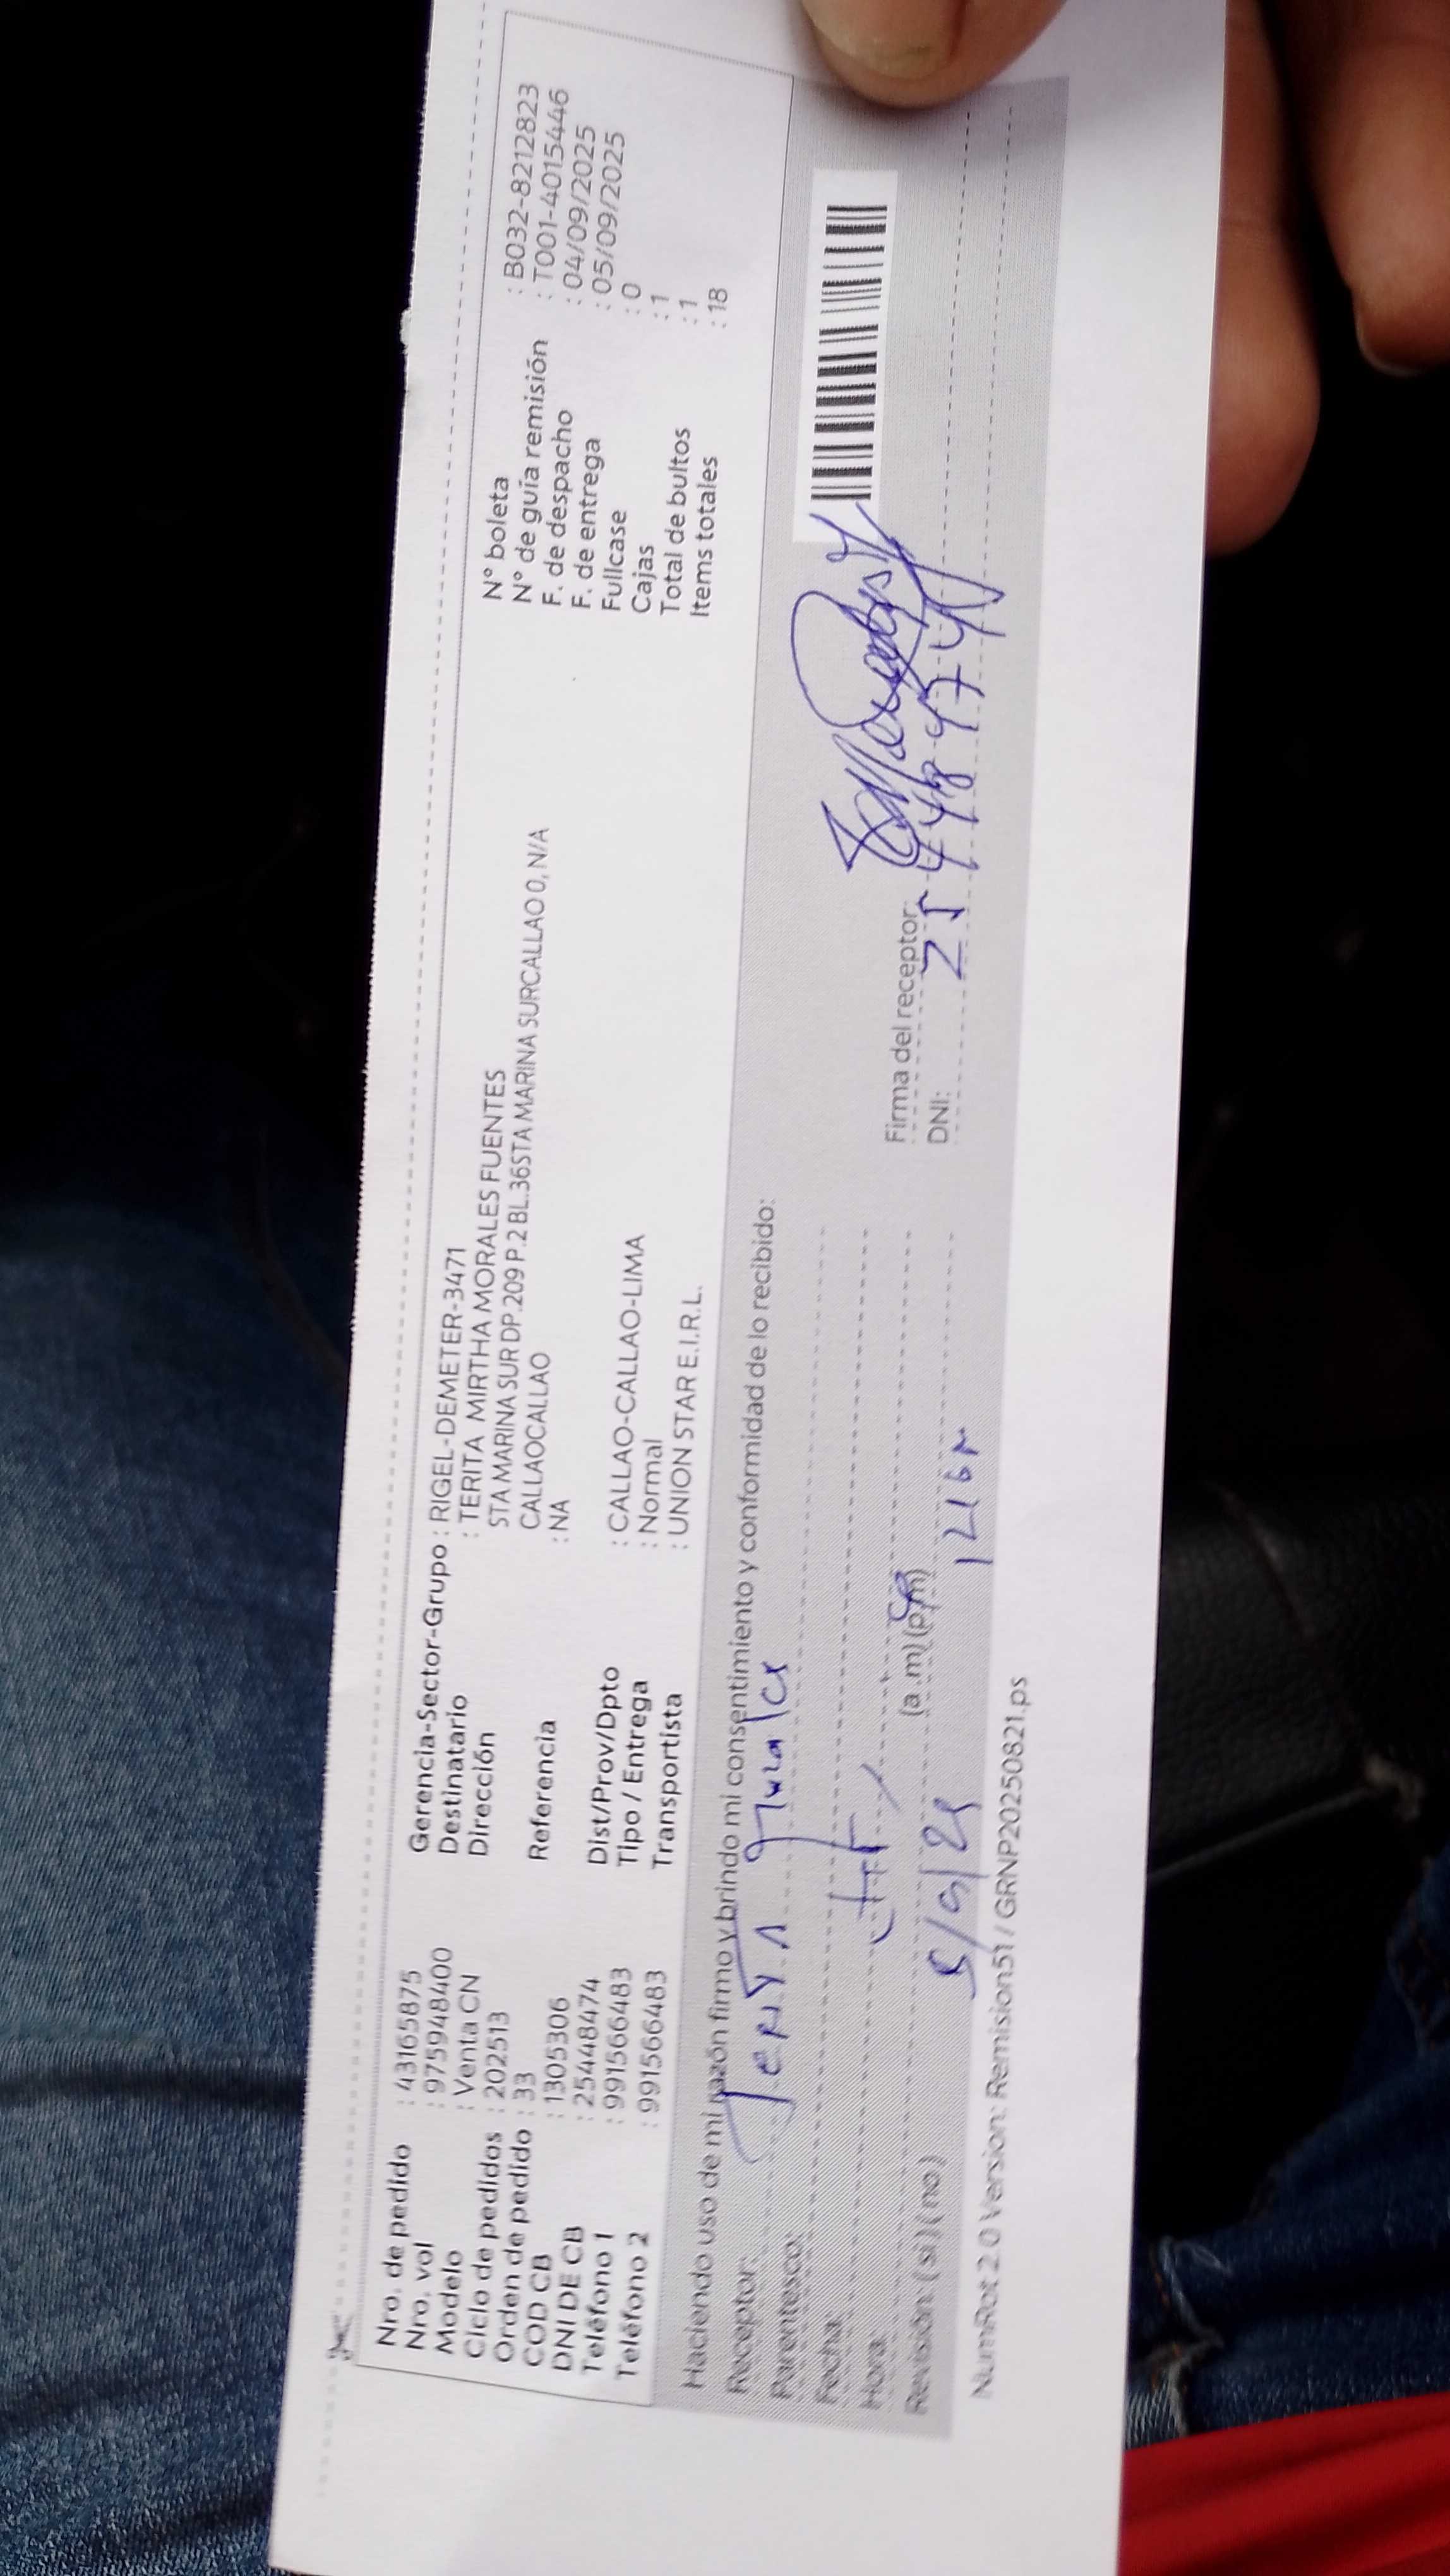 Nro. de pedido : 43165875
Nro. vol : 9759484​00
Modelo : Venta CN
Ciclo de pedidos : 202513
Orden de pedido : 33
COD CB : 1305306
DNI DE CB : 25448474
Teléfono 1 : 991566483
Teléfono 2 : 991566483
Gerencia-Sector-Grupo : RIGEL-DEMETER-3471
Destinatario : TERITA MIRTHA MORALES FUENTES
Dirección STA MARINA SUR DP.209 P.2 BL.36STA MARINA SURCALLAO 0, N/A
CALLAOCALLAO
Referencia : NA
Dist/Prov/Dpto : CALLAO-CALLAO-LIMA
Tipo / Entrega : Normal
Transportista : UNION STAR E.I.R.L.
N° boleta : B032-8212823
N° de guía remisión : T001-4015446
F. de despacho : 04/09/2025
F. de entrega : 05/09/2025
Fullcase : 0
Cajas : 1
Total de bultos : 1
Items totales : 18
Haciendo uso de mi razón firmo y brindo mi consentimiento y conformidad de lo recibido:
Receptor:
Parentesco:
Fecha:
Hora: (a.m) (p.m)
Revisión: (si) (no)
Firma del receptor:
DNI: 25448474
NumRot 2.0 Version: Remision51 / GRNP20250821.ps